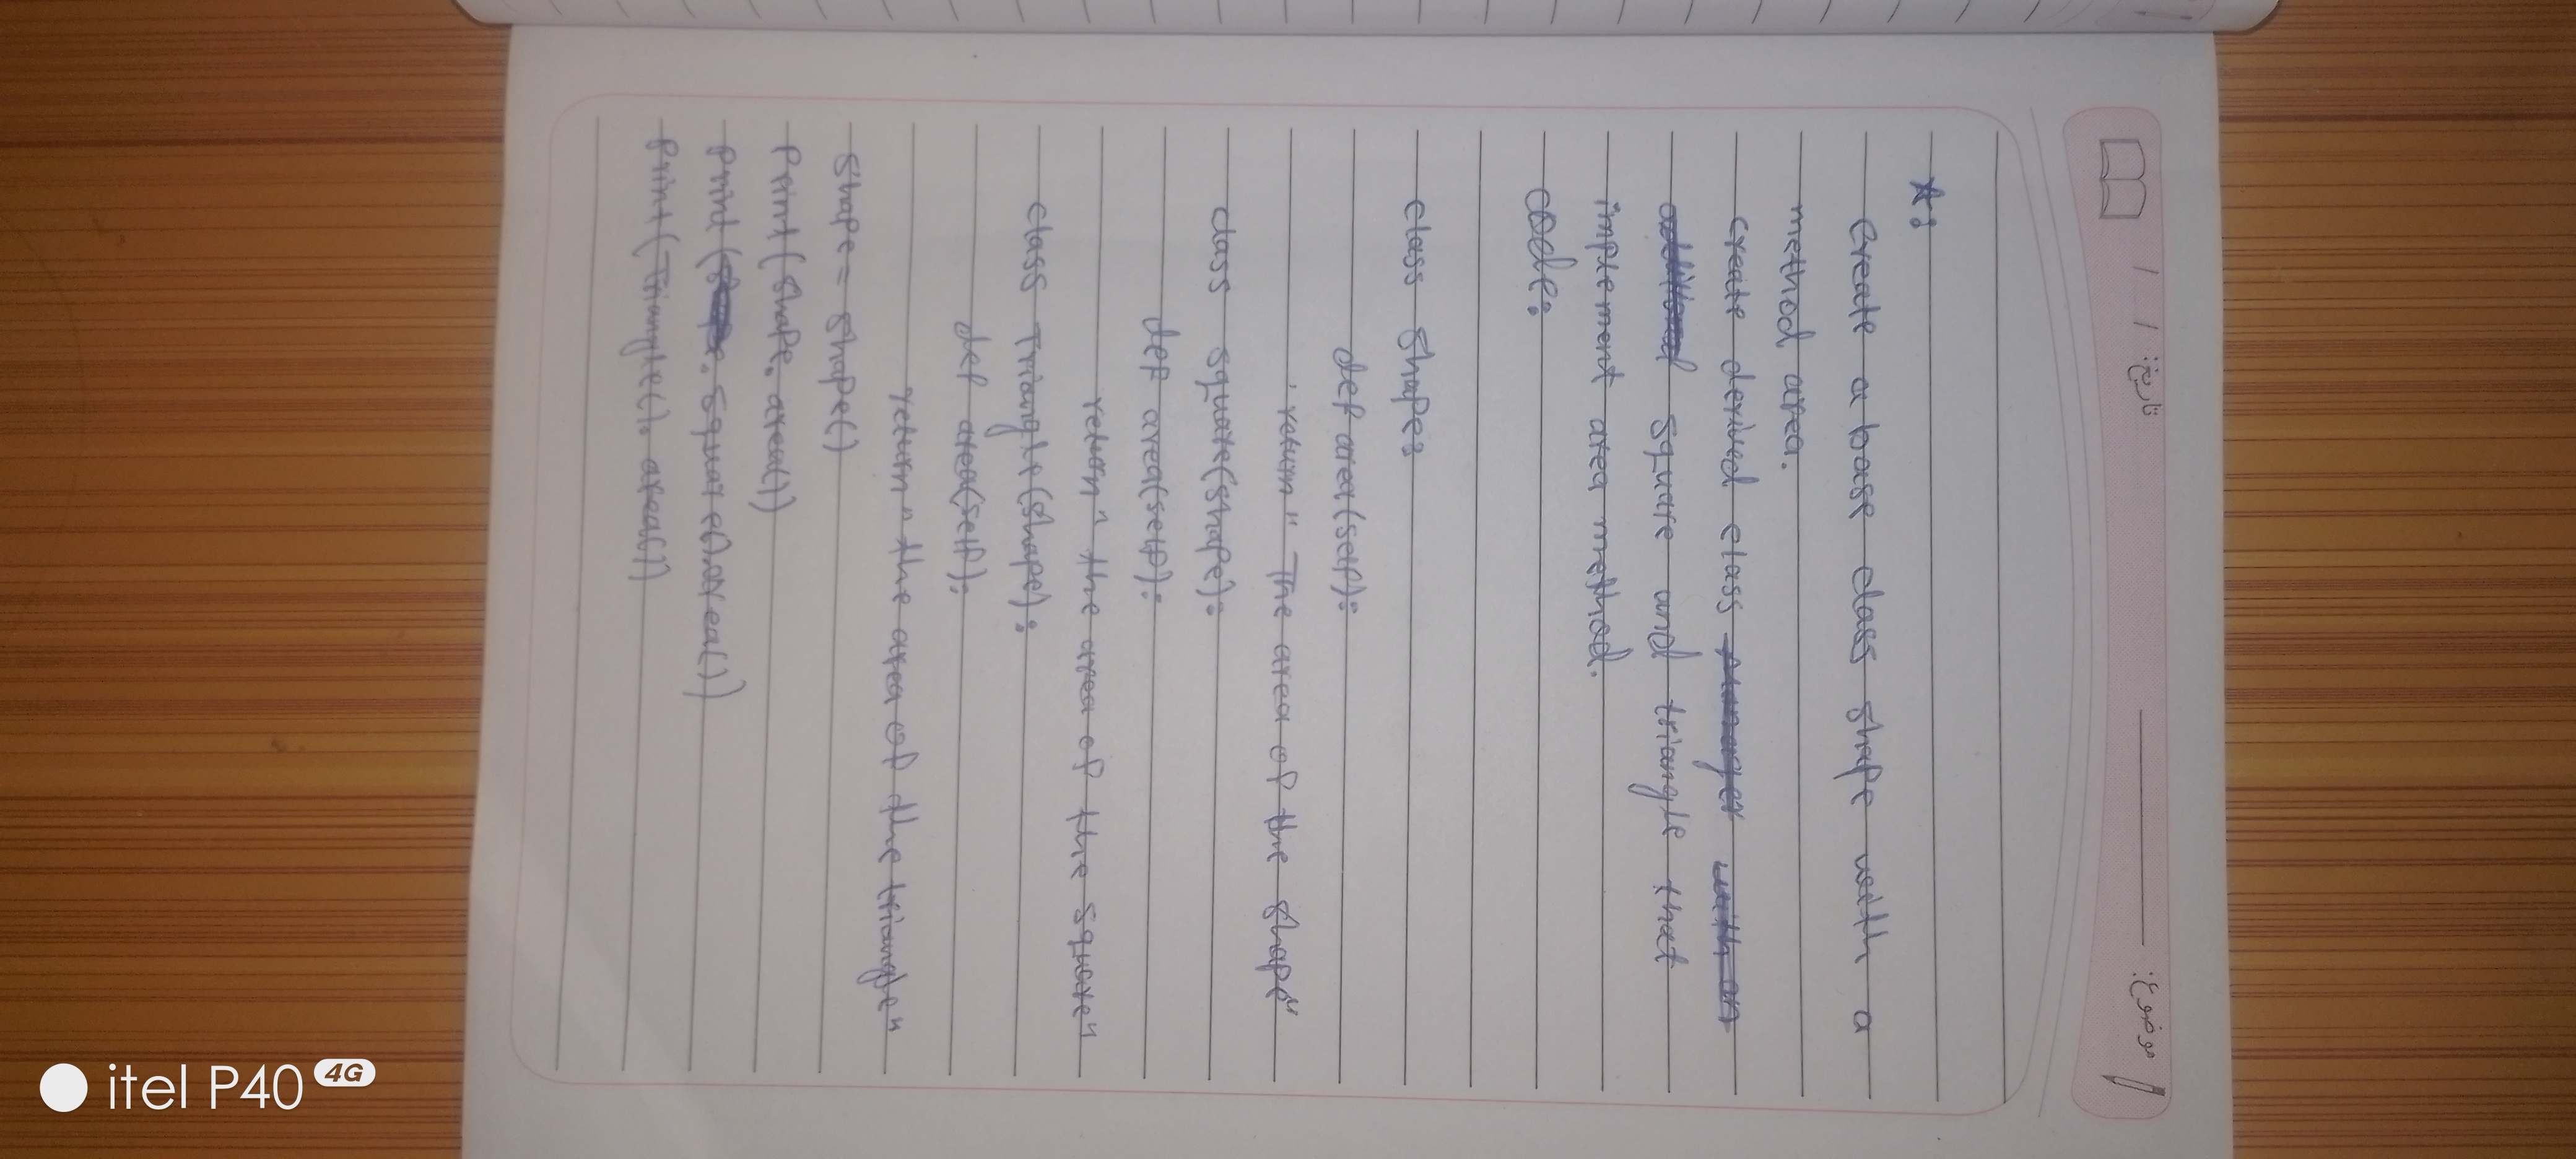 موضوع:
تاريخ: / /
*:
Create a base class shape with a
method area.
Create derived class
square and triangle that
implement area method.
Code:
class Shape:
def area(self):
return "The area of the shape"
class square(Shape):
def area(self):
return "the area of the square"
class Triangle(Shape):
def area(self):
return "the area of the triangle"
Shape = Shape()
Print(Shape.area())
Print( square().area())
Print(Triangle().area())
itel P40 4G